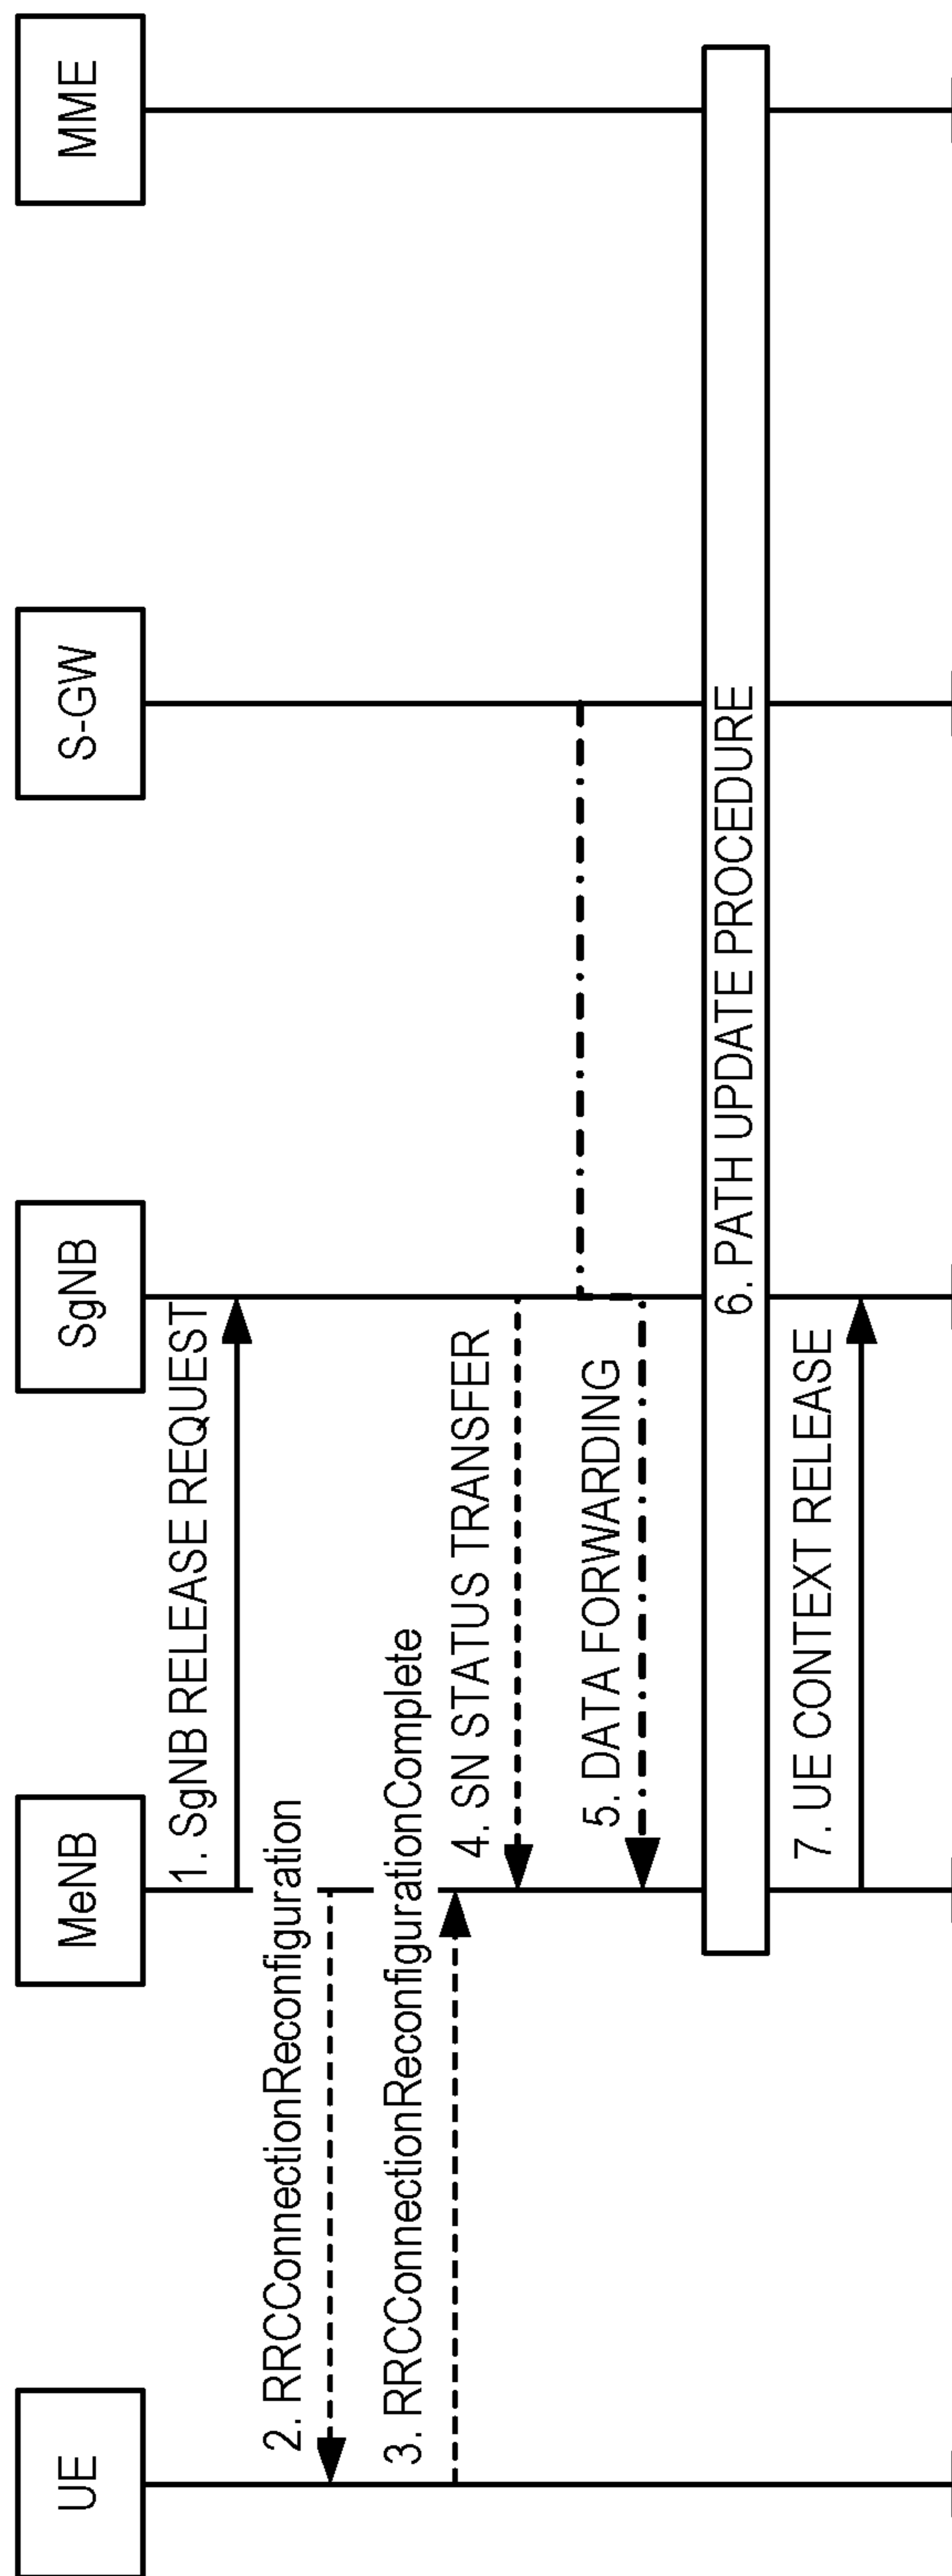 UE
MeNB
SgNB
S-GW
MME
1. SgNB RELEASE REQUEST
2. RRCConnectionReconfiguration
3. RRCConnectionReconfigurationComplete
4. SN STATUS TRANSFER
5. DATA FORWARDING
6. PATH UPDATE PROCEDURE
7. UE CONTEXT RELEASE